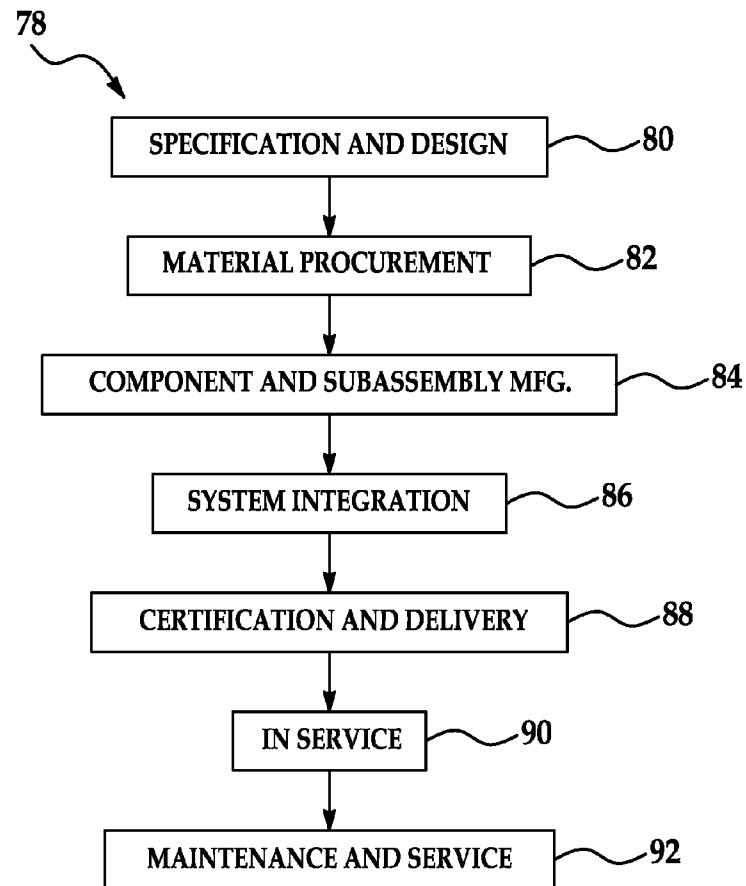 78
SPECIFICATION AND DESIGN
80
MATERIAL PROCUREMENT
82
COMPONENT AND SUBASSEMBLY MFG.
84
SYSTEM INTEGRATION
86
CERTIFICATION AND DELIVERY
88
IN SERVICE
90
MAINTENANCE AND SERVICE
92